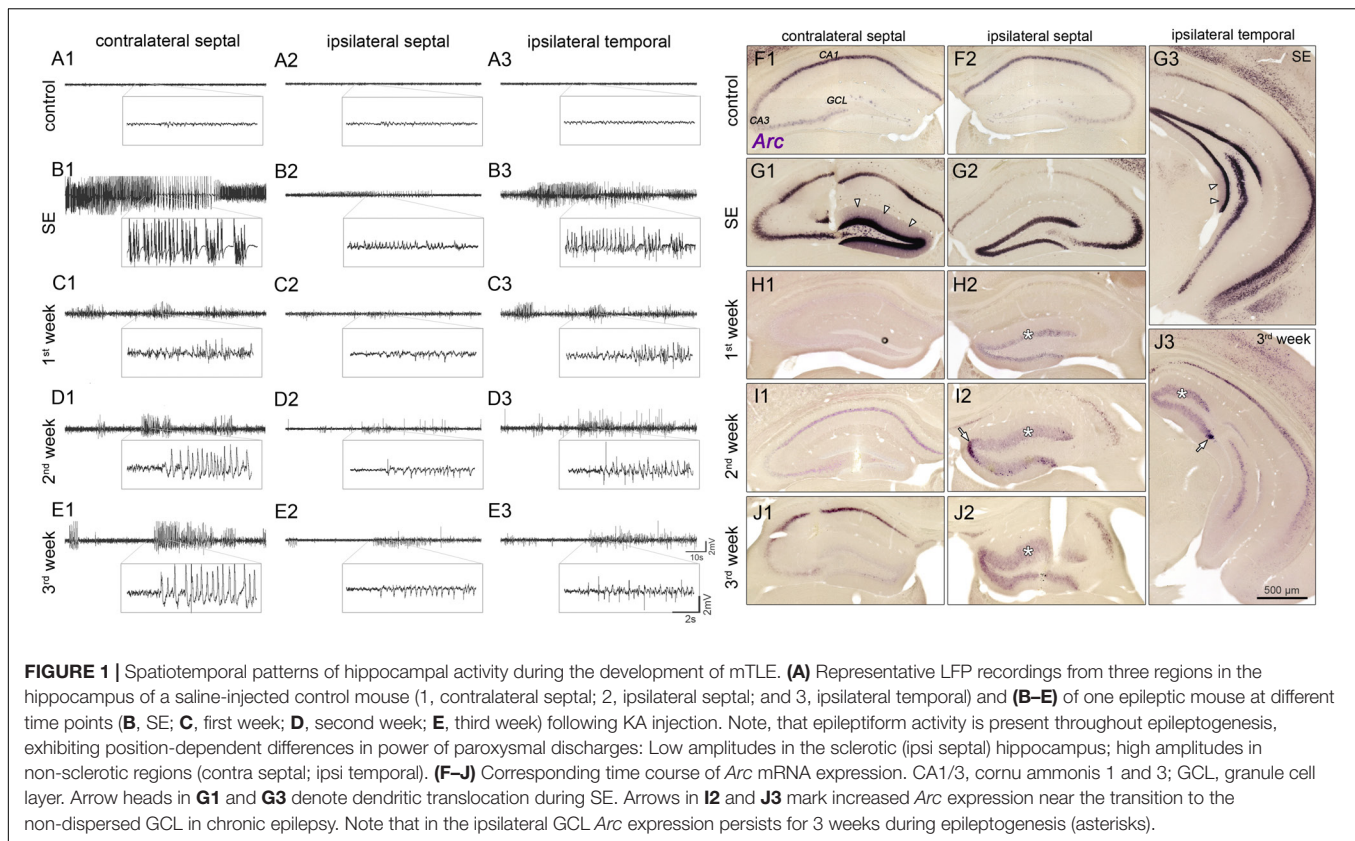 contralateral septal
ipsilateral septal
ipsilateral temporal
A1
A2
A3
control
B1
B2
B3
SE
C1
C2
C3
1st week
D1
D2
D3
2nd week
E1
E2
E3
3rd week
10s
2mV
2s
2mV
contralateral septal
ipsilateral septal
ipsilateral temporal
F1
CA1
GCL
CA3
Arc
F2
G3
SE
control
G1
G2
SE
H1
H2
1st week
J3
3rd week
I1
I2
2nd week
J1
J2
3rd week
500 µm
FIGURE 1 | Spatiotemporal patterns of hippocampal activity during the development of mTLE. (A) Representative LFP recordings from three regions in the
hippocampus of a saline-injected control mouse (1, contralateral septal; 2, ipsilateral septal; and 3, ipsilateral temporal) and (B–E) of one epileptic mouse at different
time points (B, SE; C, first week; D, second week; E, third week) following KA injection. Note, that epileptiform activity is present throughout epileptogenesis,
exhibiting position-dependent differences in power of paroxysmal discharges: Low amplitudes in the sclerotic (ipsi septal) hippocampus; high amplitudes in
non-sclerotic regions (contra septal; ipsi temporal). (F–J) Corresponding time course of Arc mRNA expression. CA1/3, cornu ammonis 1 and 3; GCL, granule cell
layer. Arrow heads in G1 and G3 denote dendritic translocation during SE. Arrows in I2 and J3 mark increased Arc expression near the transition to the
non-dispersed GCL in chronic epilepsy. Note that in the ipsilateral GCL Arc expression persists for 3 weeks during epileptogenesis (asterisks).